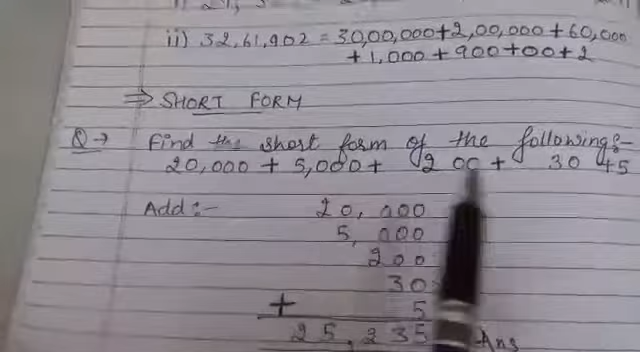 ii) 32,61,902 = 30,00,000+2,00,000+60,000
+1,000+900+00+2
⇒ SHORT FORM
Q→ Find the short form of the following:-
20,000 + 5,000 + 200 + 30 +5
Add:- 20,000
5,000
200
30
+ 5
25,235 Ans